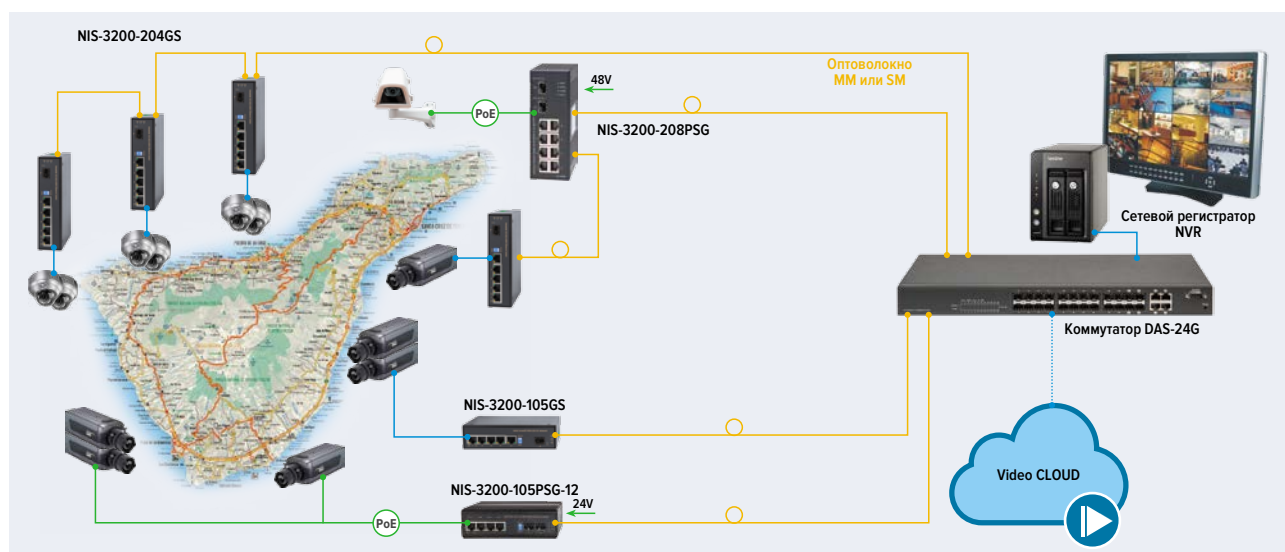 NIS-3200-204GS
Оптоволокно
MM или SM
48V
PoE
NIS-3200-208PSG
Сетевой регистратор
NVR
Коммутатор DAS-24G
NIS-3200-105GS
Video CLOUD
NIS-3200-105PSG-12
24V
PoE